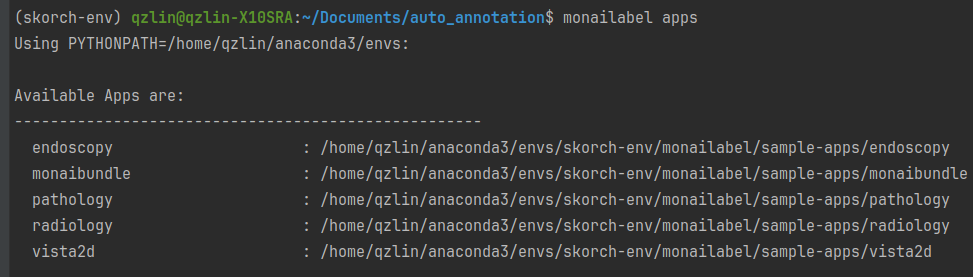 (skorch-env) qzlin@qzlin-X10SRA:~/Documents/auto_annotation$ monailabel apps
Using PYTHONPATH=/home/qzlin/anaconda3/envs:
Available Apps are:
----------------------------------------------------
endoscopy : /home/qzlin/anaconda3/envs/skorch-env/monailabel/sample-apps/endoscopy
monaibundle : /home/qzlin/anaconda3/envs/skorch-env/monailabel/sample-apps/monaibundle
pathology : /home/qzlin/anaconda3/envs/skorch-env/monailabel/sample-apps/pathology
radiology : /home/qzlin/anaconda3/envs/skorch-env/monailabel/sample-apps/radiology
vista2d : /home/qzlin/anaconda3/envs/skorch-env/monailabel/sample-apps/vista2d